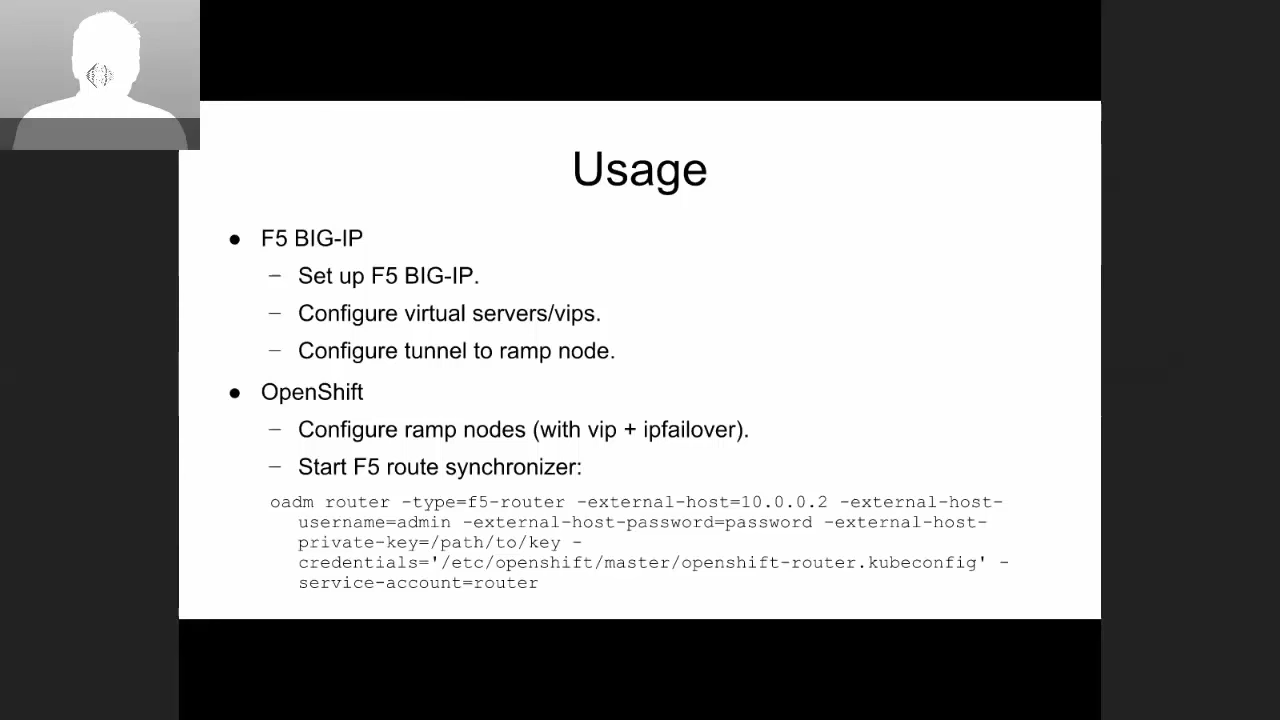 Usage
● F5 BIG-IP
– Set up F5 BIG-IP.
– Configure virtual servers/vips.
– Configure tunnel to ramp node.
● OpenShift
– Configure ramp nodes (with vip + ipfailover).
– Start F5 route synchronizer:
oadm router -type=f5-router -external-host=10.0.0.2 -external-host-
username=admin -external-host-password=password -external-host-
private-key=/path/to/key -
credentials='/etc/openshift/master/openshift-router.kubeconfig' -
service-account=router